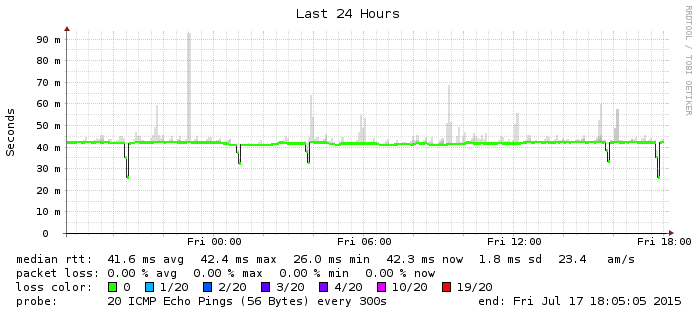 Last 24 Hours
RRDTOOL / TOBI OETIKER
Seconds
90 m
80 m
70 m
60 m
50 m
40 m
30 m
20 m
10 m
0
Fri 00:00 Fri 06:00 Fri 12:00 Fri 18:00
median rtt: 41.6 ms avg 42.4 ms max 26.0 ms min 42.3 ms now 1.8 ms sd 23.4 am/s
packet loss: 0.00 % avg 0.00 % max 0.00 % min 0.00 % now
loss color: 0 1/20 2/20 3/20 4/20 10/20 19/20
probe: 20 ICMP Echo Pings (56 Bytes) every 300s end: Fri Jul 17 18:05:05 2015